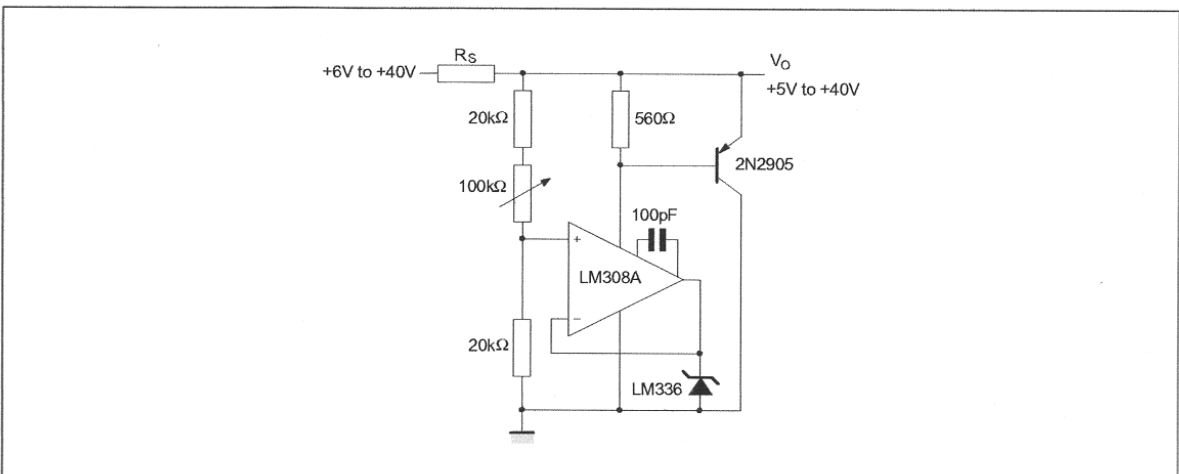 R_S
+6V to +40V
V_O
+5V to +40V
20kΩ
560Ω
2N2905
100kΩ
100pF
+
LM308A
−
20kΩ
LM336